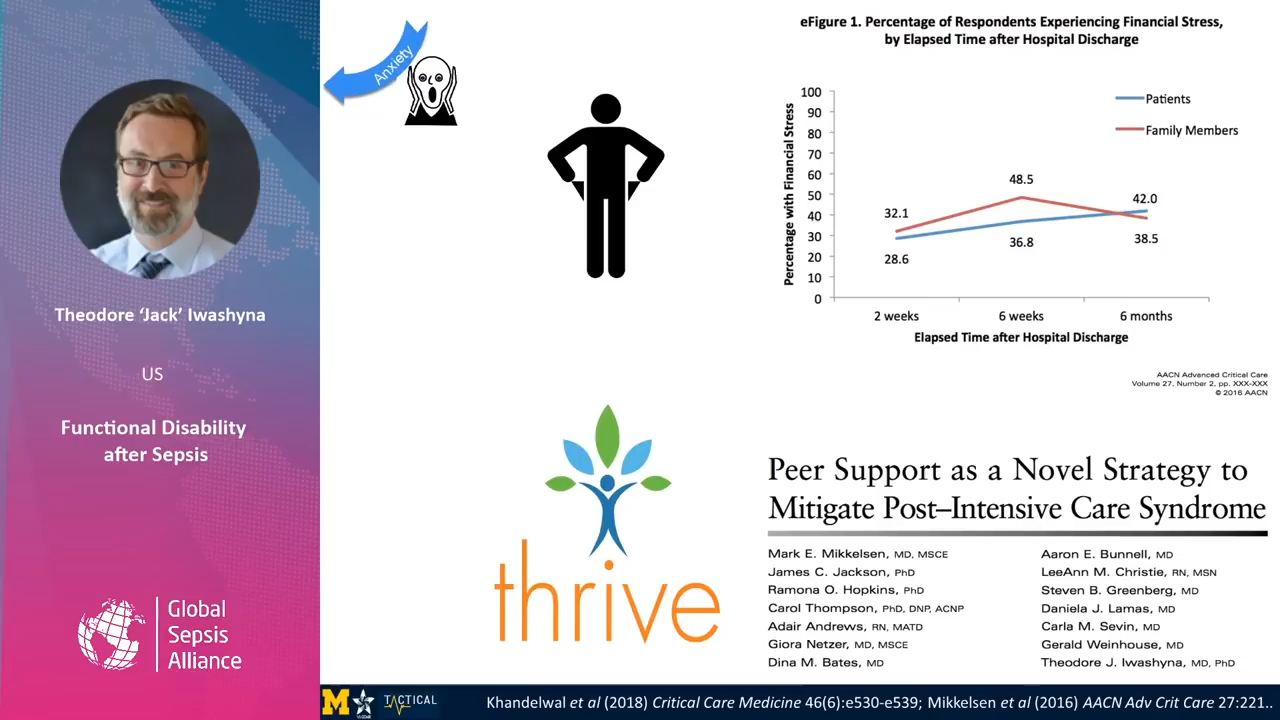 Theodore ‘Jack’ Iwashyna
US
Functional Disability
after Sepsis
Global
Sepsis
Alliance
Anxiety
eFigure 1. Percentage of Respondents Experiencing Financial Stress,
by Elapsed Time after Hospital Discharge
Percentage with Financial Stress
100
90
80
70
60
50
40
30
20
10
0
Patients
Family Members
32.1
48.5
42.0
28.6
36.8
38.5
2 weeks
6 weeks
6 months
Elapsed Time after Hospital Discharge
AACN Advanced Critical Care
Volume 27, Number 2, pp. XXX-XXX
© 2016 AACN
thrive
Peer Support as a Novel Strategy to
Mitigate Post–Intensive Care Syndrome
Mark E. Mikkelsen, MD, MSCE
James C. Jackson, PhD
Ramona O. Hopkins, PhD
Carol Thompson, PhD, DNP, ACNP
Adair Andrews, RN, MATD
Giora Netzer, MD, MSCE
Dina M. Bates, MD
Aaron E. Bunnell, MD
LeeAnn M. Christie, RN, MSN
Steven B. Greenberg, MD
Daniela J. Lamas, MD
Carla M. Sevin, MD
Gerald Weinhouse, MD
Theodore J. Iwashyna, MD, PhD
M
TACTICAL
Khandelwal et al (2018) Critical Care Medicine 46(6):e530-e539; Mikkelsen et al (2016) AACN Adv Crit Care 27:221..